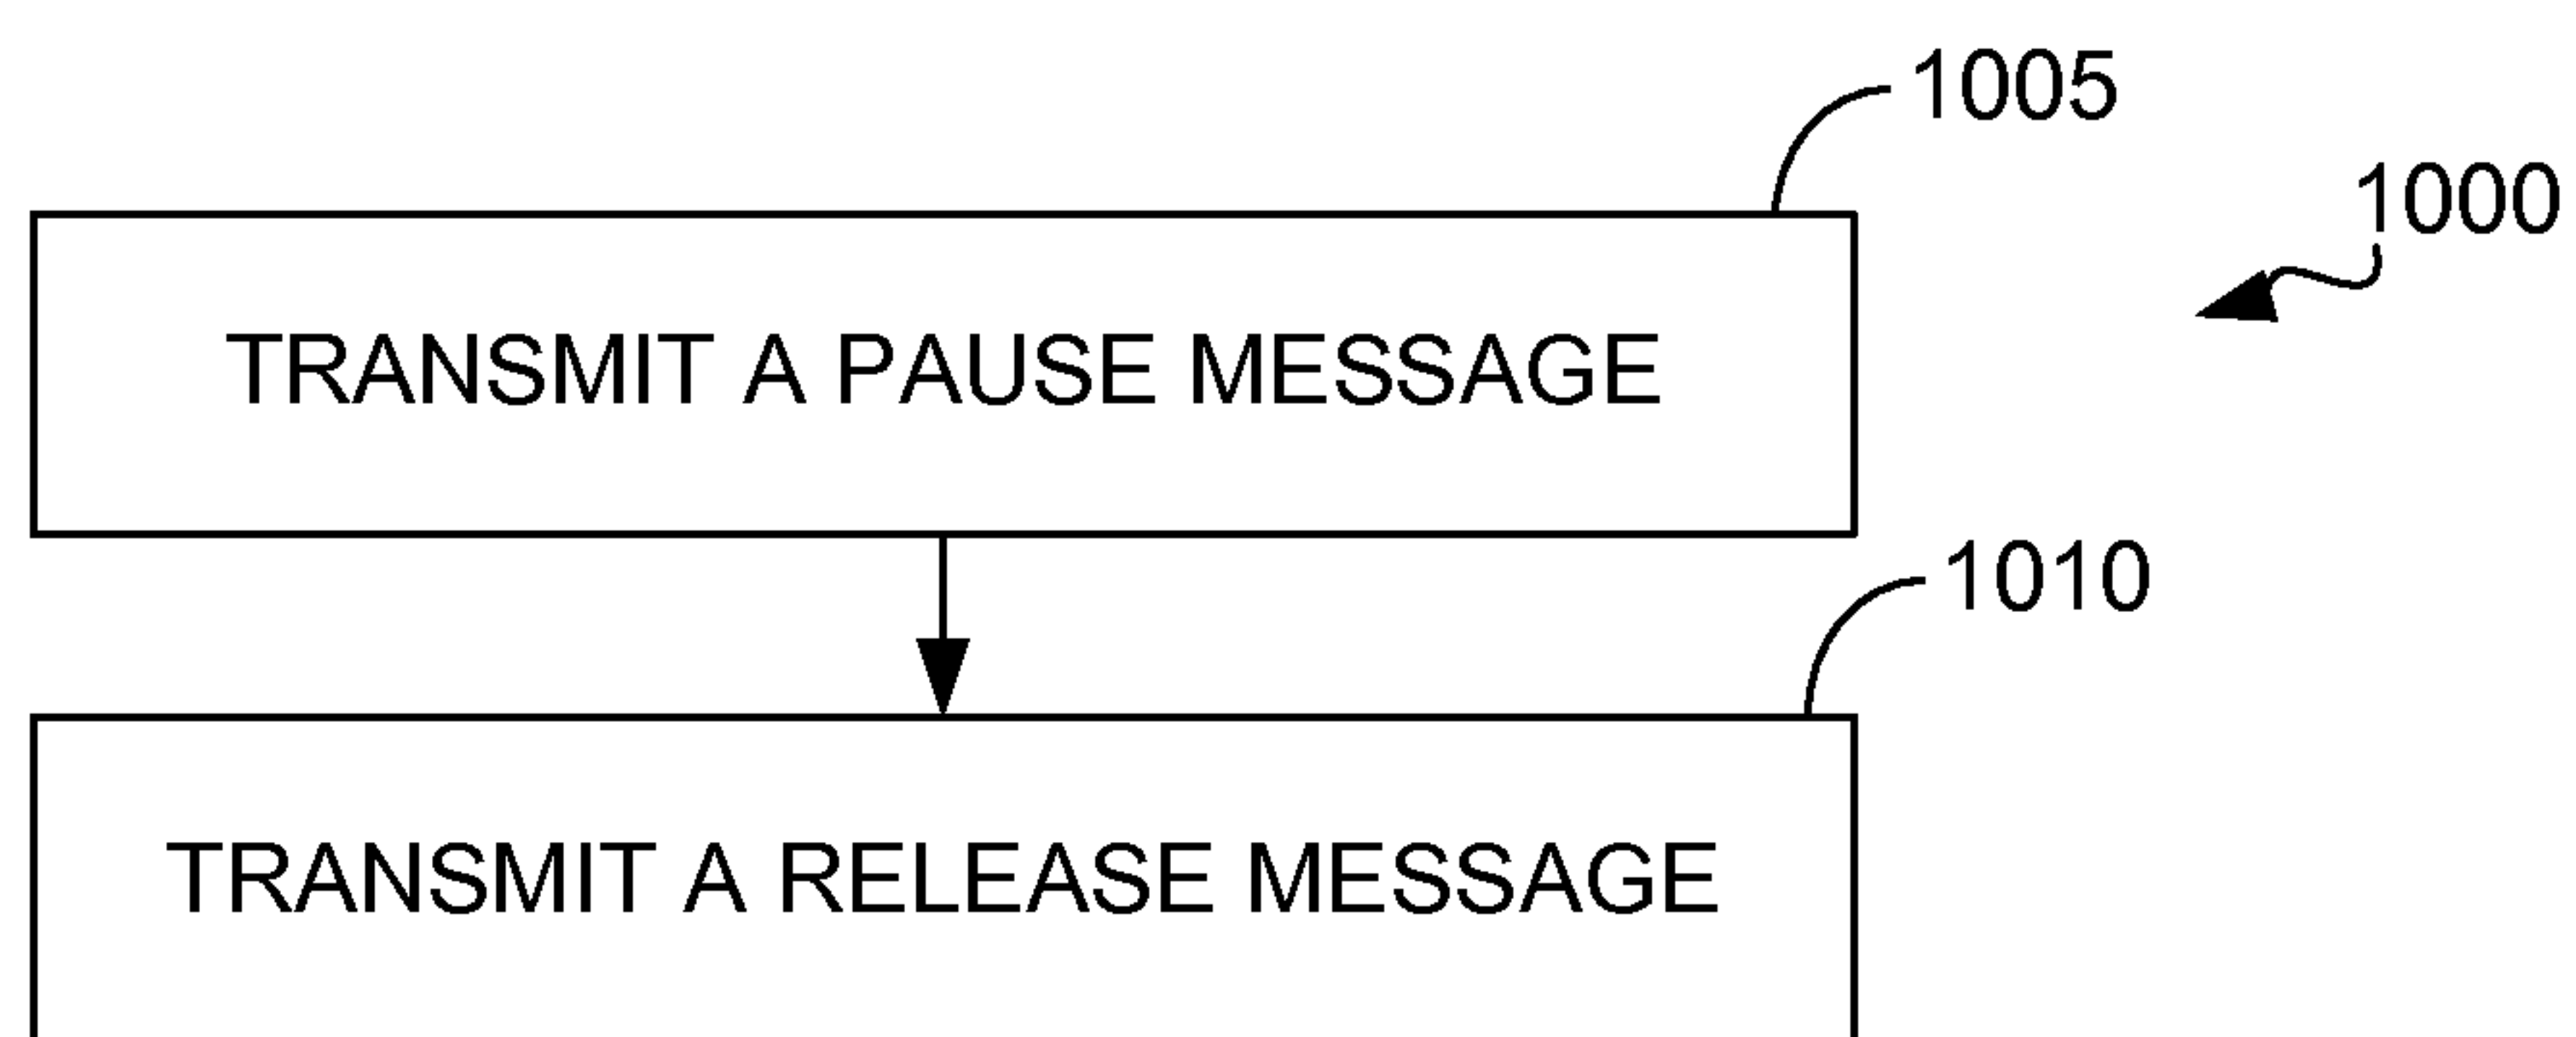 1005
1000
TRANSMIT A PAUSE MESSAGE
1010
TRANSMIT A RELEASE MESSAGE